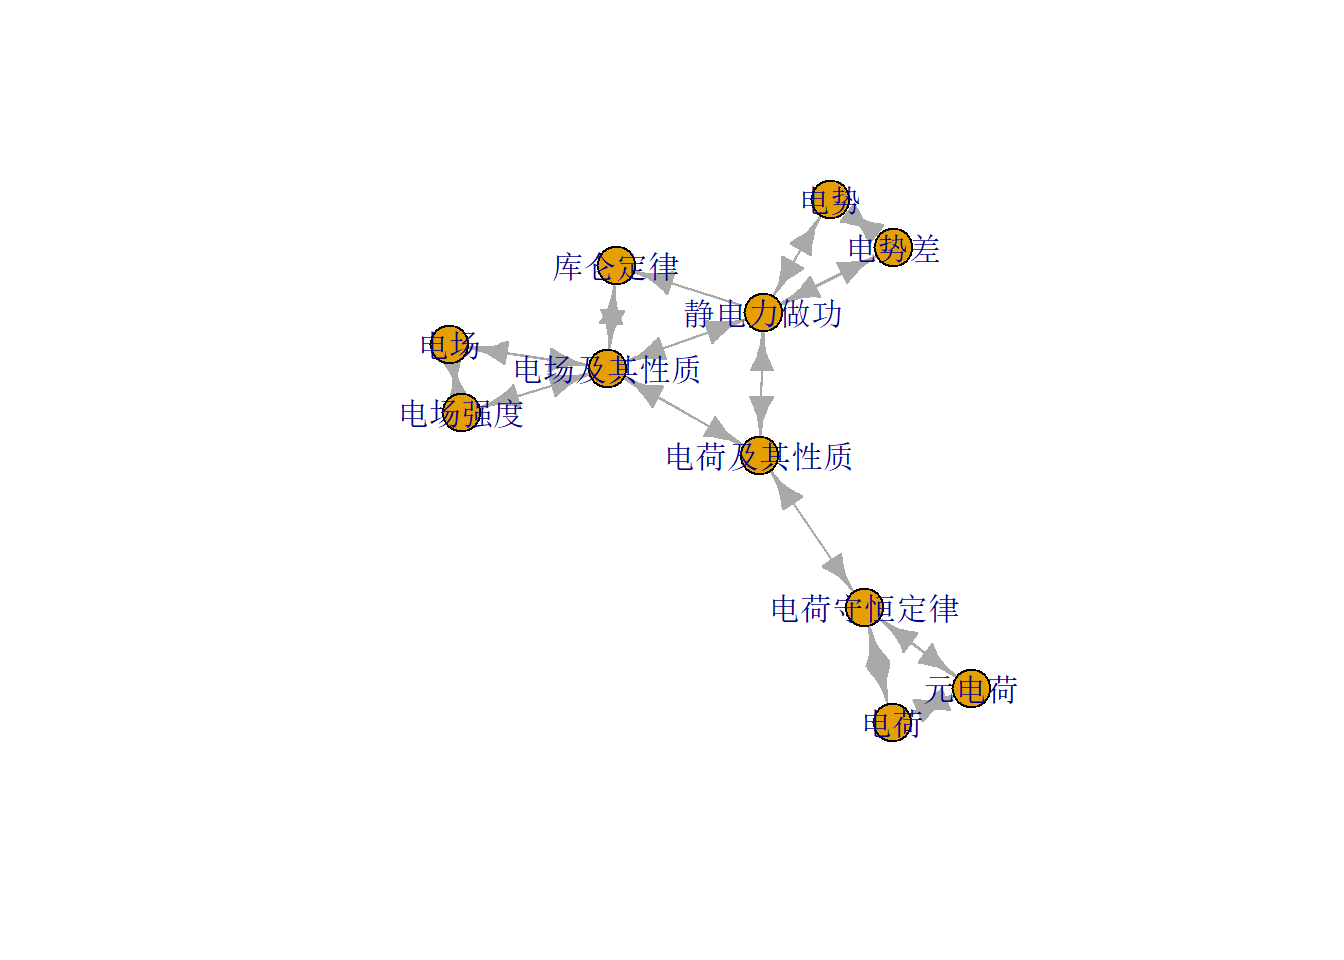 电势
电势差
库仑定律
静电力做功
电场
电场及其性质
电场强度
电荷及其性质
电荷守恒定律
元电荷
电荷